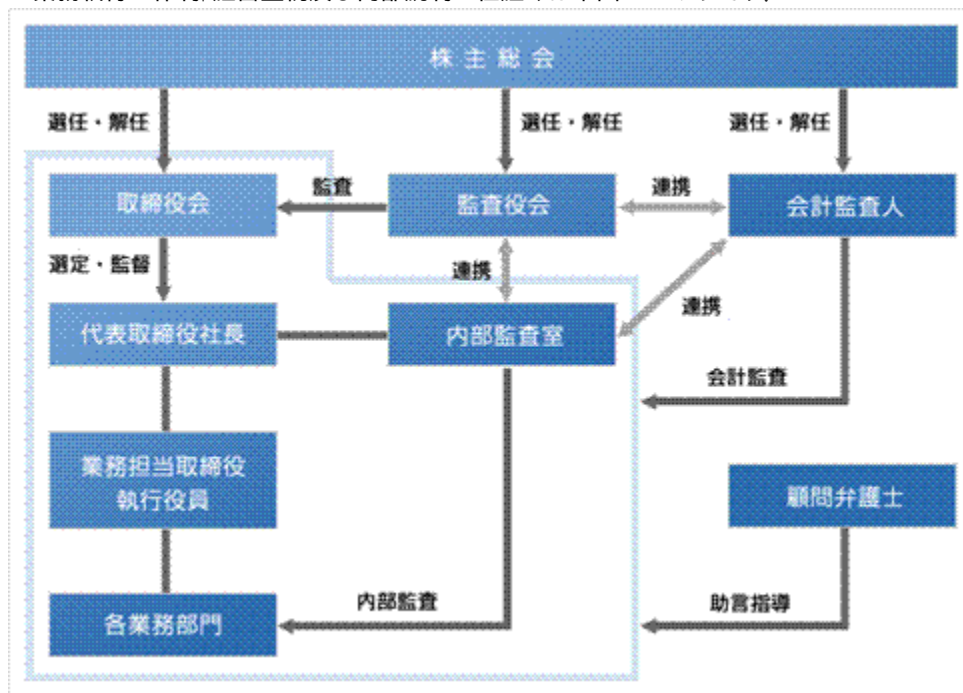 株主総会
選任・解任
選任・解任
選任・解任
取締役会
監査
監査役会
連携
会計監査人
選定・監督
連携
連携
代表取締役社長
内部監査室
会計監査
業務担当取締役
執行役員
顧問弁護士
内部監査
助言指導
各業務部門